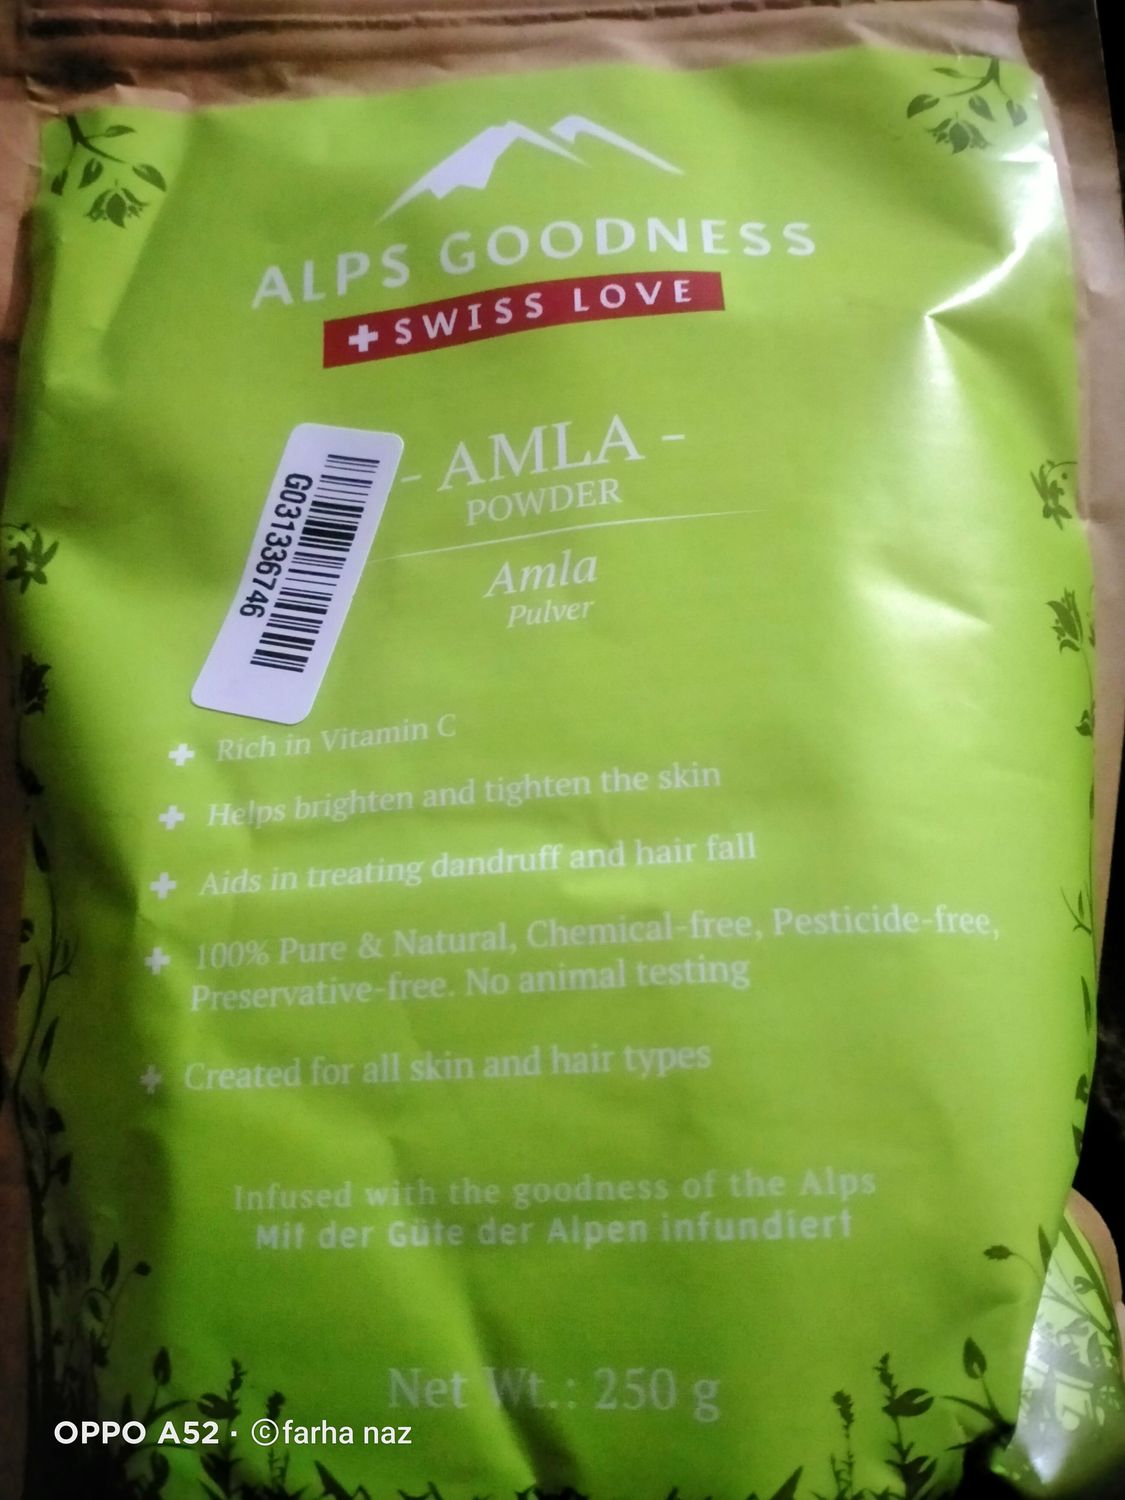 ALPS GOODNESS
SWISS LOVE
- AMLA -
POWDER
Amla
Pulver
G031336746
Rich in Vitamin C
Helps brighten and tighten the skin
Aids in treating dandruff and hair fall
100% Pure & Natural, Chemical-free, Pesticide-free,
Preservative-free. No animal testing
Created for all skin and hair types
Infused with the goodness of the Alps
Mit der Güte der Alpen infundiert
Net Wt.: 250 g
OPPO A52 · ©farha naz